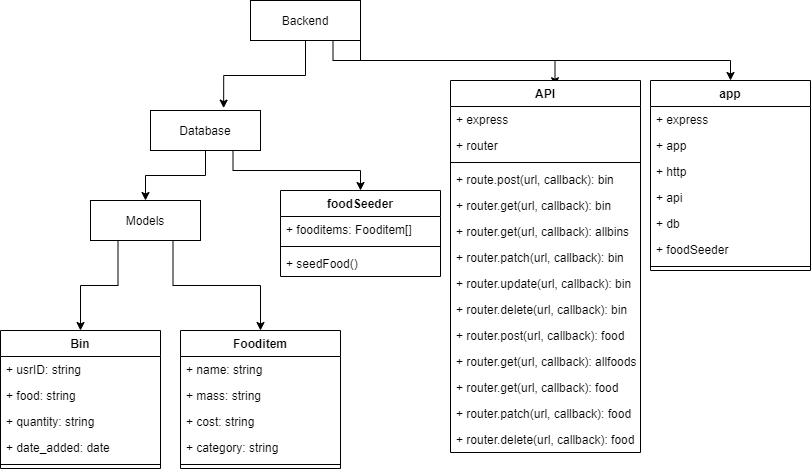 Backend
Database
Models
foodSeeder
+ fooditems: Fooditem[]
+ seedFood()
Bin
+ usrID: string
+ food: string
+ quantity: string
+ date_added: date
Fooditem
+ name: string
+ mass: string
+ cost: string
+ category: string
API
+ express
+ router
+ route.post(url, callback): bin
+ router.get(url, callback): bin
+ router.get(url, callback): allbins
+ router.patch(url, callback): bin
+ router.update(url, callback): bin
+ router.delete(url, callback): bin
+ router.post(url, callback): food
+ router.get(url, callback): allfoods
+ router.get(url, callback): food
+ router.patch(url, callback): food
+ router.delete(url, callback): food
app
+ express
+ app
+ http
+ api
+ db
+ foodSeeder